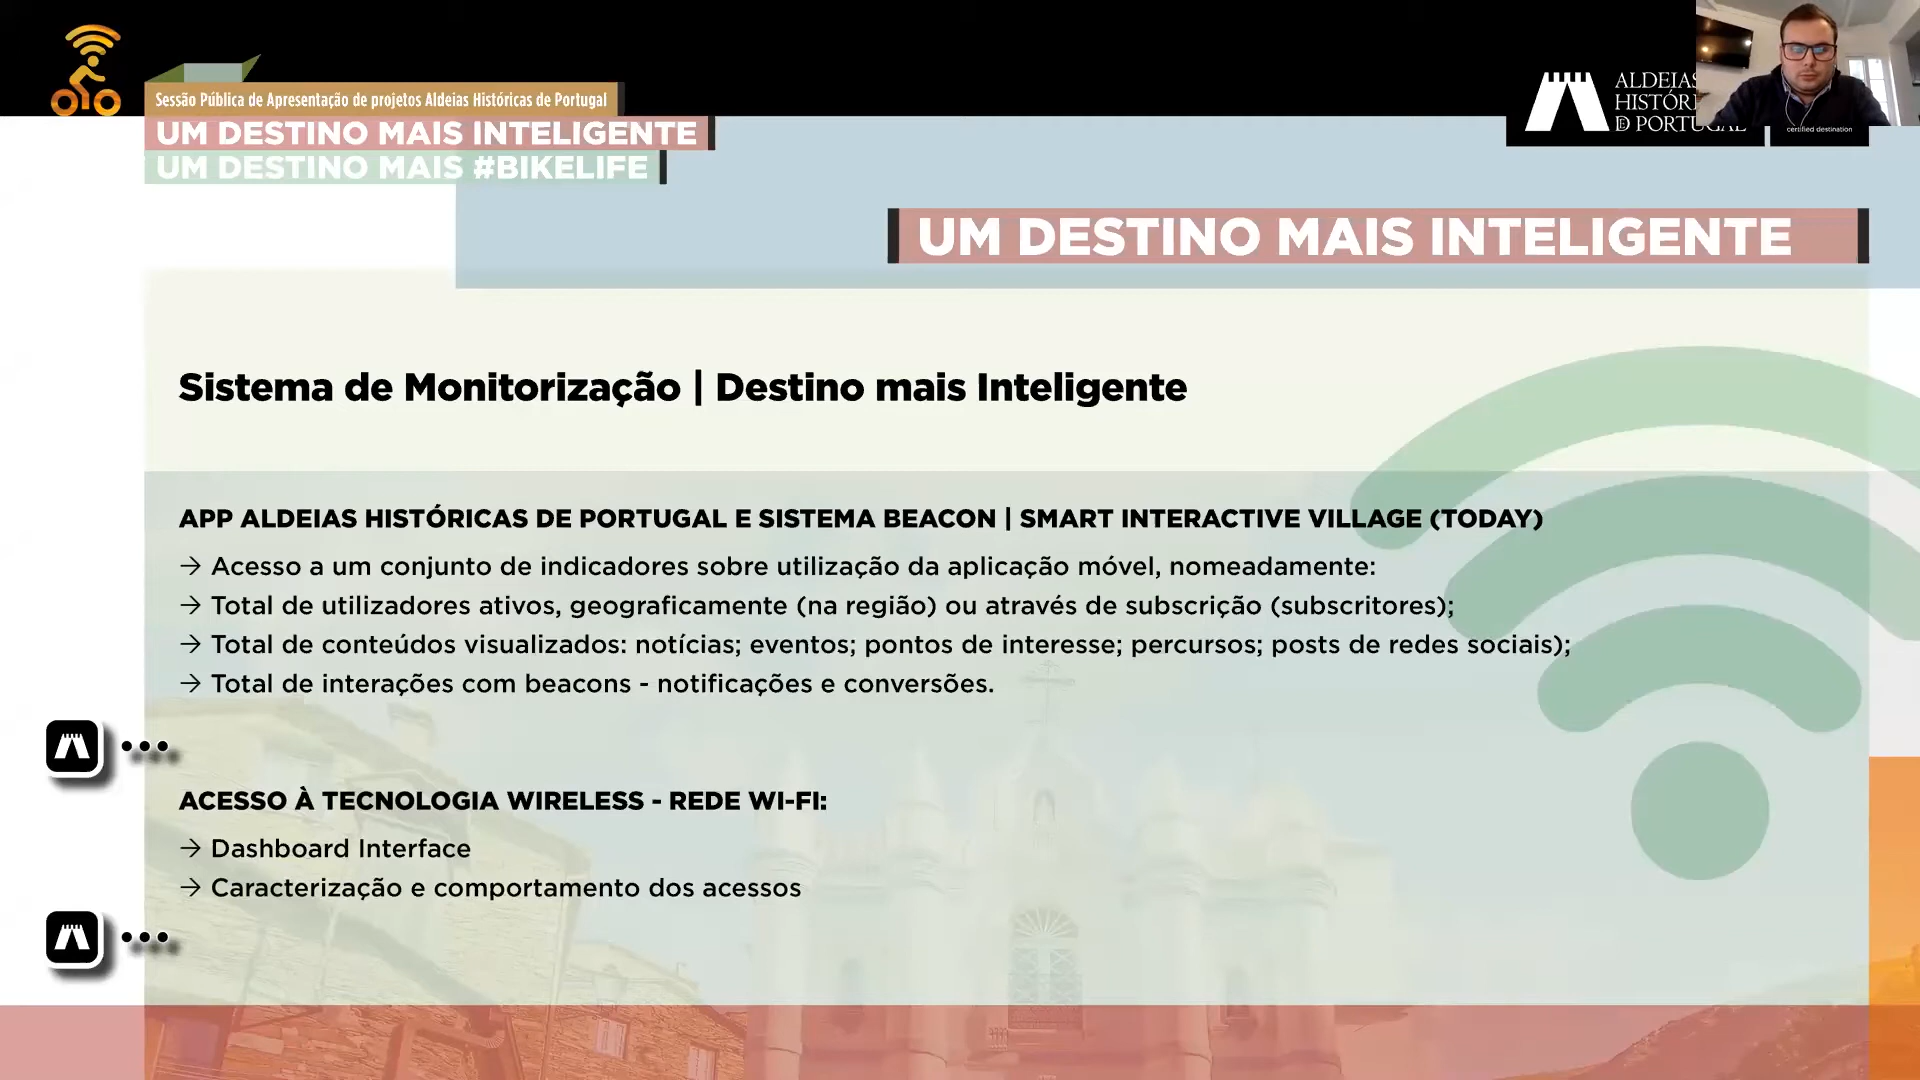 Sessão Pública de Apresentação de projetos Aldeias Históricas de Portugal
UM DESTINO MAIS INTELIGENTE
UM DESTINO MAIS #BIKELIFE
ALDEIAS
DE PORTUGAL
certified destination
UM DESTINO MAIS INTELIGENTE
Sistema de Monitorização | Destino mais Inteligente
APP ALDEIAS HISTÓRICAS DE PORTUGAL E SISTEMA BEACON | SMART INTERACTIVE VILLAGE (TODAY)
→ Acesso a um conjunto de indicadores sobre utilização da aplicação móvel, nomeadamente:
→ Total de utilizadores ativos, geograficamente (na região) ou através de subscrição (subscritores);
→ Total de conteúdos visualizados: notícias; eventos; pontos de interesse; percursos; posts de redes sociais);
→ Total de interações com beacons - notificações e conversões.
ACESSO À TECNOLOGIA WIRELESS - REDE WI-FI:
→ Dashboard Interface
→ Caracterização e comportamento dos acessos